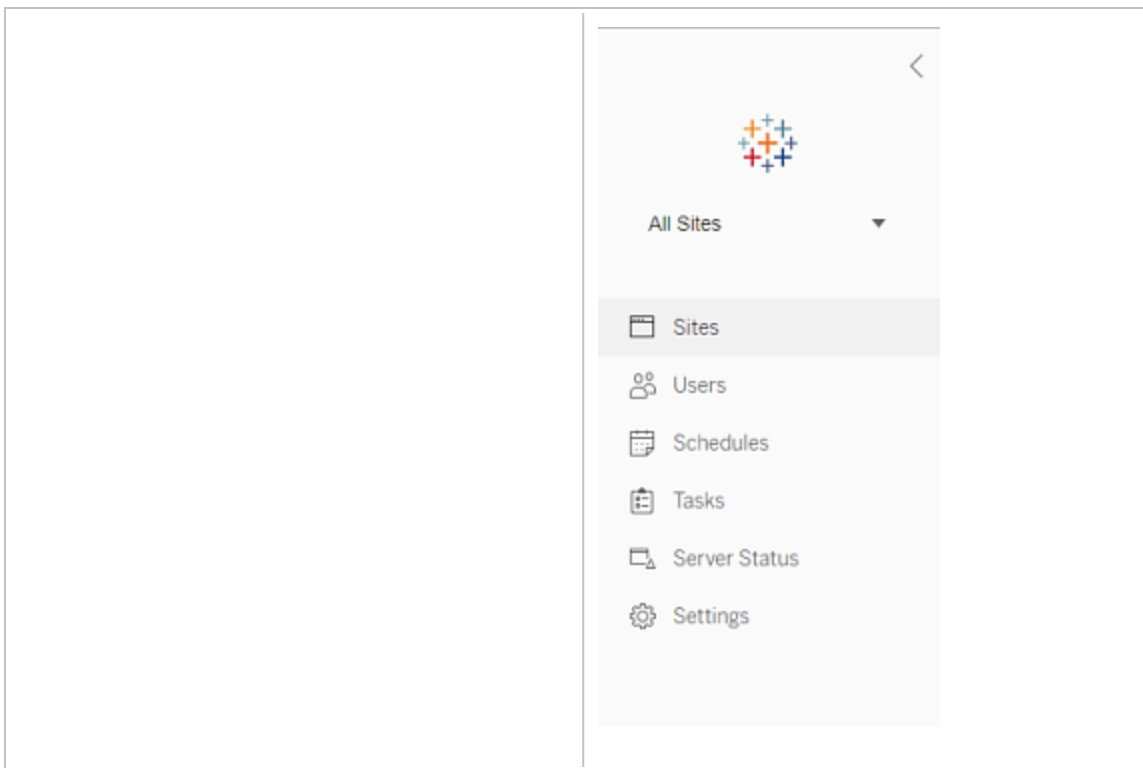 All Sites
Sites
Users
Schedules
Tasks
Server Status
Settings